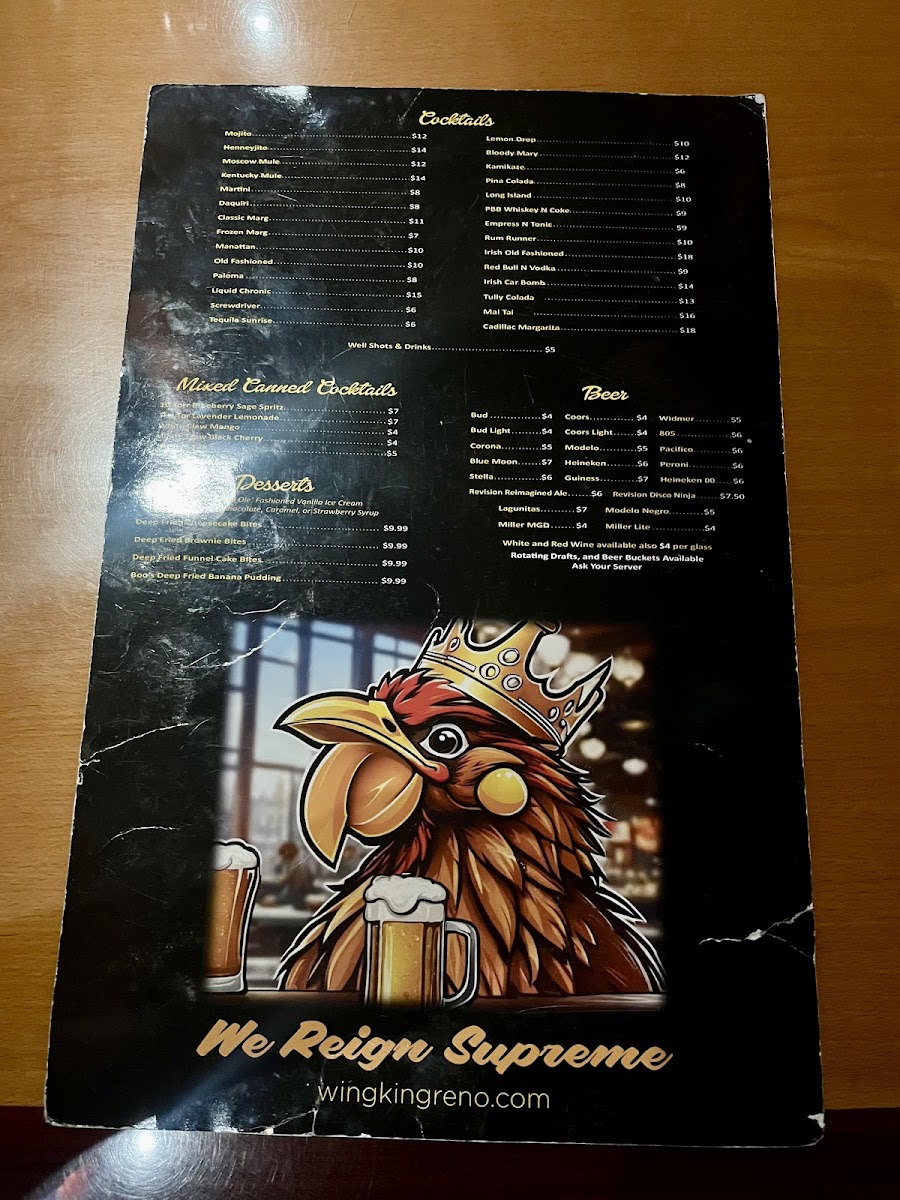 Cocktails
Mojito $12
Henneyjito $14
Moscow Mule $12
Kentucky Mule $14
Martini $8
Daquiri $8
Classic Marg $11
Frozen Marg $7
Manattan $10
Old Fashioned $10
Paloma $8
Liquid Chronic $15
Screwdriver $6
Tequila Sunrise $6
Lemon Drop $10
Bloody Mary $12
Kamikaze $6
Pina Colada $8
Long Island $10
PBB Whiskey N Coke $9
Empress N Tonic $9
Rum Runner $10
Irish Old Fashioned $18
Red Bull N Vodka $9
Irish Car Bomb $14
Tully Colada $13
Mai Tai $16
Cadillac Margarita $18
Well Shots & Drinks $5
Mixed Canned Cocktails
Blueberry Sage Spritz $7
Lavender Lemonade $7
Mango $4
Black Cherry $4
$5
Desserts
Ole' Fashioned Vanilla Ice Cream
Caramel, or Strawberry Syrup
Deep Fried Cheesecake Bites $9.99
Deep Fried Brownie Bites $9.99
Deep Fried Funnel Cake Bites $9.99
Boo's Deep Fried Banana Pudding $9.99
Beer
Bud $4 Coors $4 Widmer $5
Bud Light $4 Coors Light $4 805 $6
Corona $5 Modelo $5 Pacifico $6
Blue Moon $7 Heineken $6 Peroni $6
Stella $6 Guiness $7 Heineken 00 $6
Revision Reimagined Ale $6 Revision Disco Ninja $7.50
Lagunitas $7 Modelo Negro $5
Miller MGD $4 Miller Lite $4
White and Red Wine available also $4 per glass
Rotating Drafts, and Beer Buckets Available
Ask Your Server
We Reign Supreme
wingkingreno.com